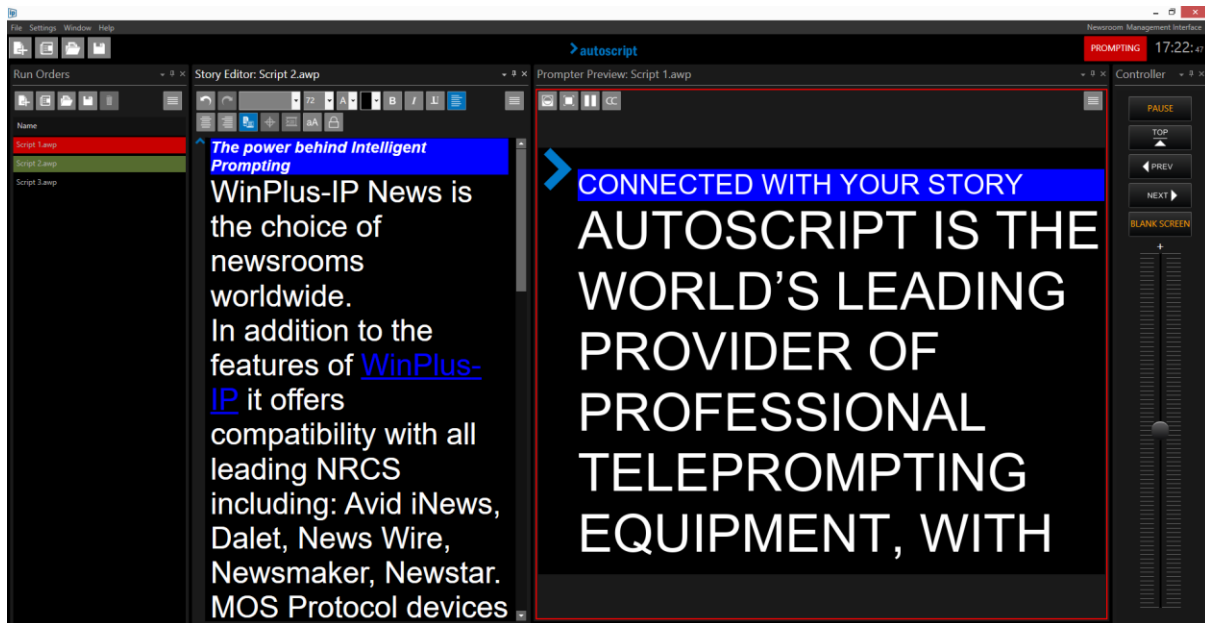 File Settings Window Help
Newsroom Management Interface
autoscript
PROMPTING 17:22:47
Run Orders
Name
Script 1.awp
Script 2.awp
Script 3.awp
Story Editor: Script 2.awp
72 A B I U
aA
The power behind Intelligent
Prompting
WinPlus-IP News is
the choice of
newsrooms
worldwide.
In addition to the
features of WinPlus-
IP it offers
compatibility with all
leading NRCS
including: Avid iNews,
Dalet, News Wire,
Newsmaker, Newstar.
MOS Protocol devices
Prompter Preview: Script 1.awp
CC
CONNECTED WITH YOUR STORY
AUTOSCRIPT IS THE
WORLD'S LEADING
PROVIDER OF
PROFESSIONAL
TELEPROMPTING
EQUIPMENT, WITH
Controller
PAUSE
TOP
PREV
NEXT
BLANK SCREEN
+